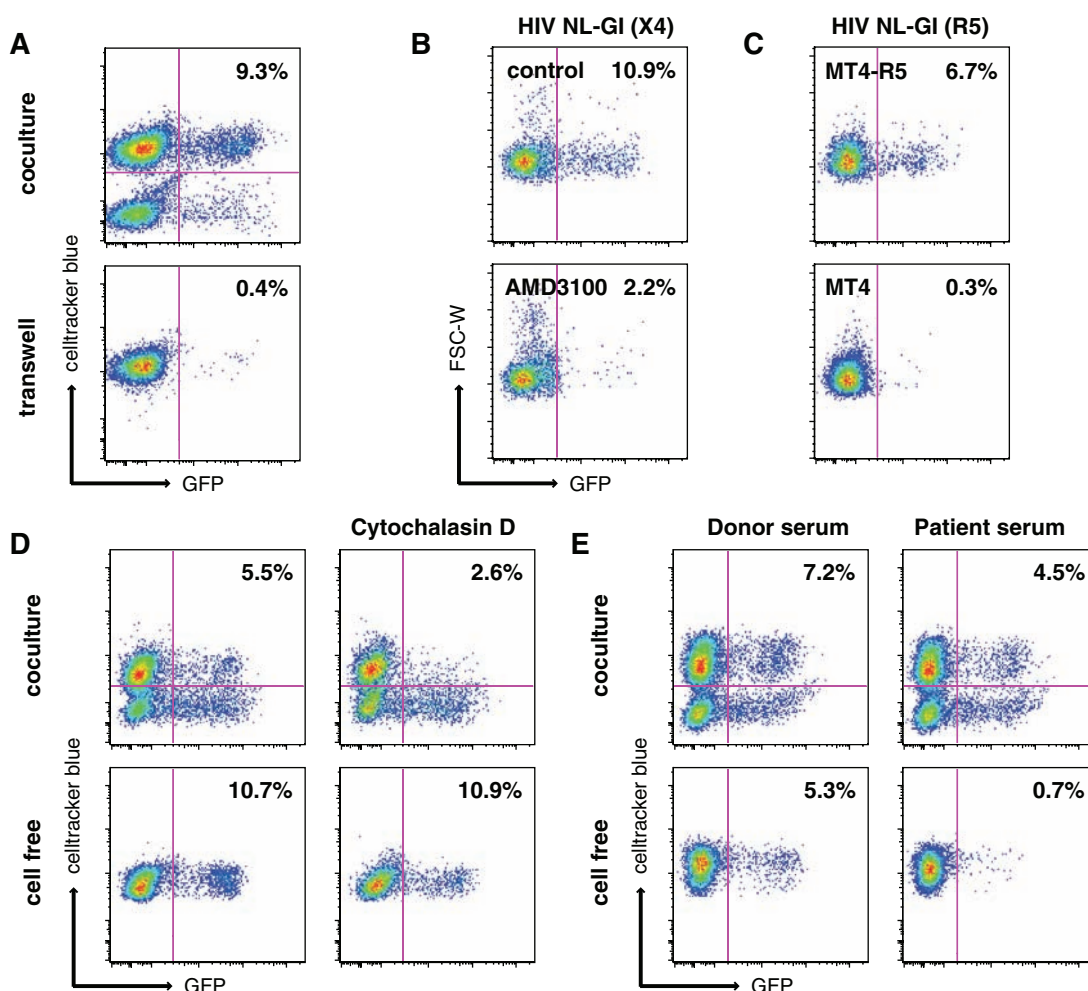 A
coculture
9.3%
transwell
0.4%
celltracker blue
GFP
B
HIV NL-GI (X4)
control 10.9%
AMD3100 2.2%
FSC-W
GFP
C
HIV NL-GI (R5)
MT4-R5 6.7%
MT4 0.3%
D
Cytochalasin D
coculture
5.5% 2.6%
cell free
10.7% 10.9%
celltracker blue
GFP
E
Donor serum Patient serum
coculture
7.2% 4.5%
cell free
5.3% 0.7%
celltracker blue
GFP